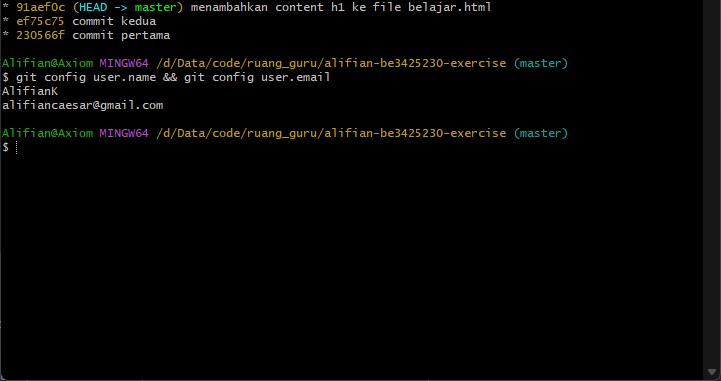 * 91aef0c (HEAD -> master) menambahkan content h1 ke file belajar.html
* ef75c75 commit kedua
* 230566f commit pertama
Alifian@Axiom MINGW64 /d/Data/code/ruang_guru/alifian-be3425230-exercise (master)
$ git config user.name && git config user.email
AlifianK
alifiancaesar@gmail.com
Alifian@Axiom MINGW64 /d/Data/code/ruang_guru/alifian-be3425230-exercise (master)
$